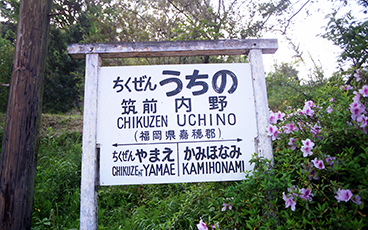 ちくぜん うちの
筑前内野
CHIKUZEN UCHINO
(福岡県嘉穂郡)
ちくぜん やまえ かみほなみ
CHIKUZEN YAMAE KAMIHONAMI